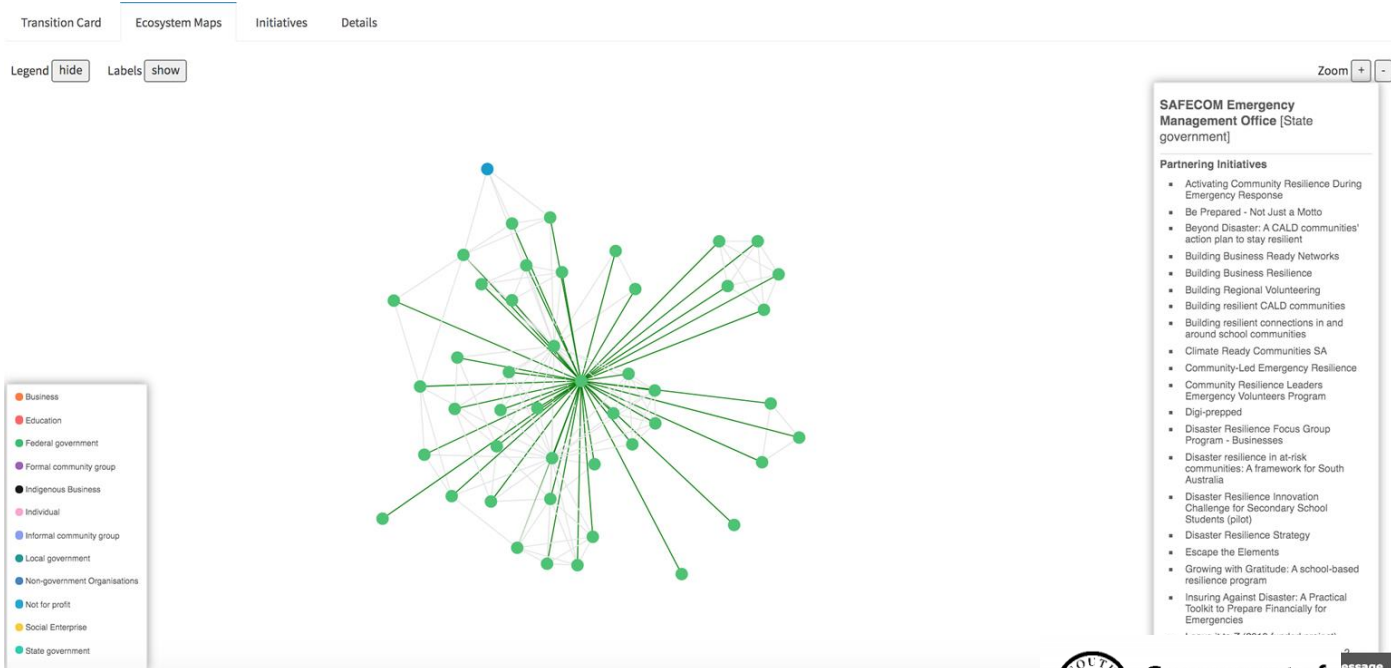 Transition Card
Ecosystem Maps
Initiatives
Details
Legend hide
Labels show
Zoom + -
SAFECOM Emergency
Management Office [State
government]
Partnering Initiatives
Activating Community Resilience During
Emergency Response
Be Prepared - Not Just a Motto
Beyond Disaster: A CALD communities'
action plan to stay resilient
Building Business Ready Networks
Building Business Resilience
Building Regional Volunteering
Building resilient CALD communities
Building resilient connections in and
around school communities
Climate Ready Communities SA
Community-Led Emergency Resilience
Community Resilience Leaders
Emergency Volunteers Program
Digi-prepped
Disaster Resilience Focus Group
Program - Businesses
Disaster resilience in at-risk
communities: A framework for South
Australia
Disaster Resilience Innovation
Challenge for Secondary School
Students (pilot)
Disaster Resilience Strategy
Escape the Elements
Growing with Gratitude: A school-based
resilience program
Insuring Against Disaster: A Practical
Toolkit to Prepare Financially for
Emergencies
Business
Education
Federal government
Formal community group
Indigenous Business
Individual
Informal community group
Local government
Non-government Organisations
Not for profit
Social Enterprise
State government